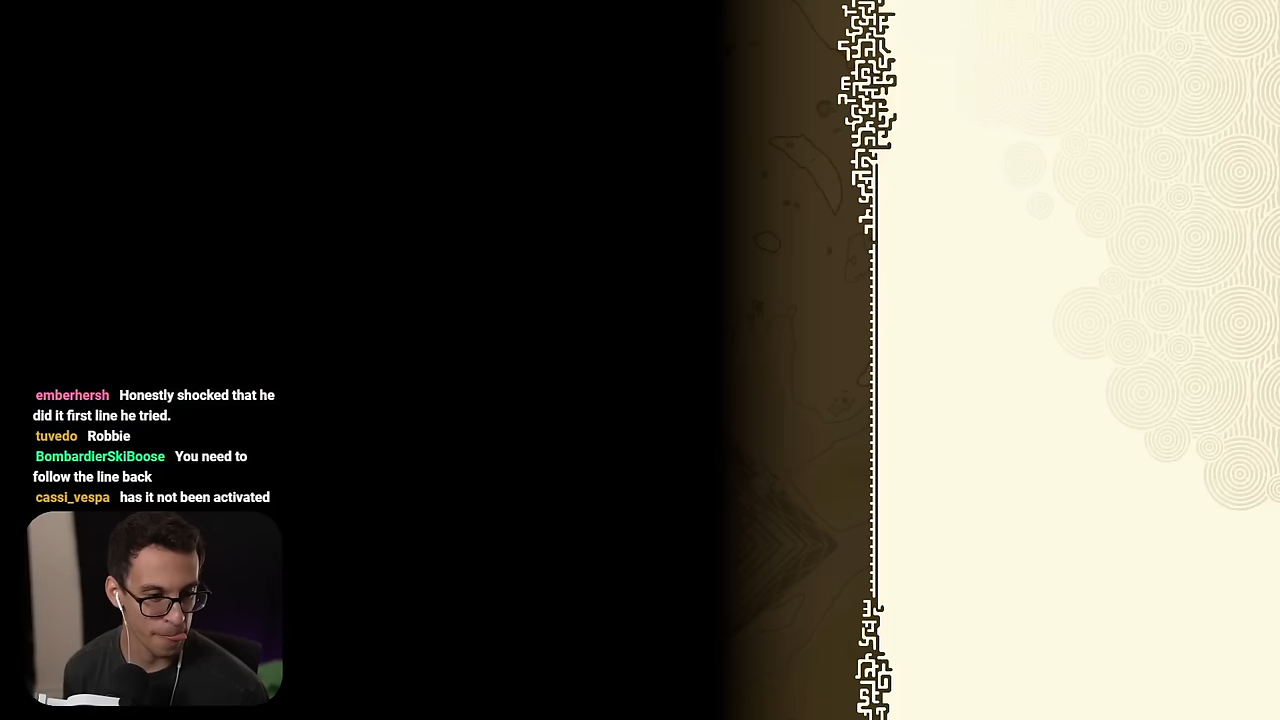 emberhersh Honestly shocked that he
did it first line he tried.
tuvedo Robbie
BombardierSkiBoose You need to
follow the line back
cassi_vespa has it not been activated